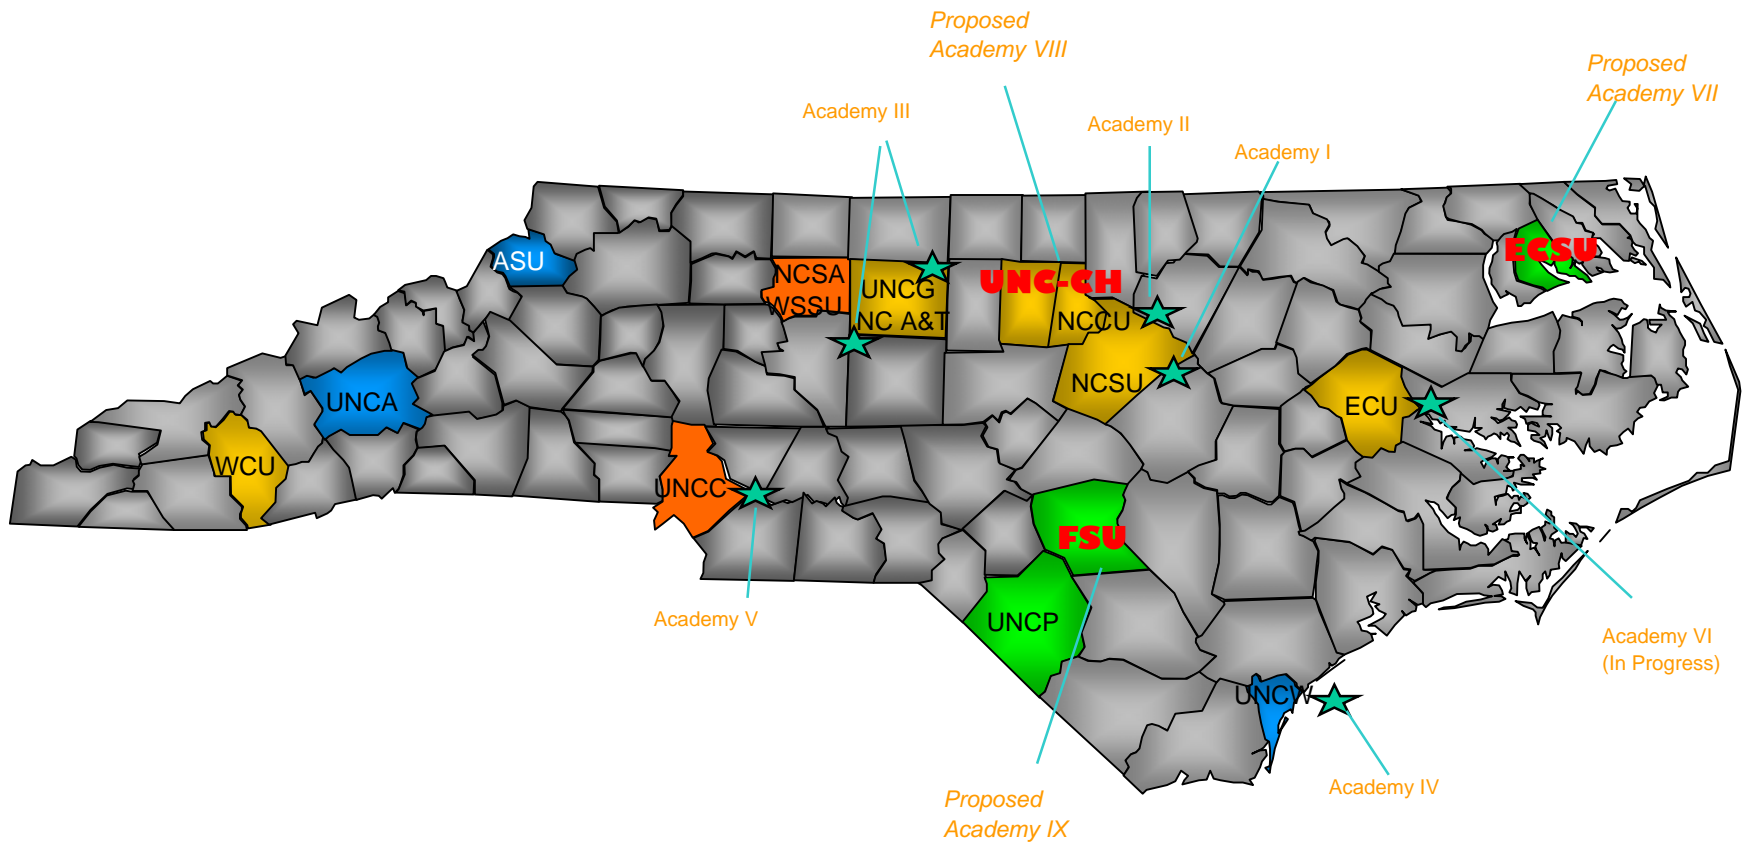 Proposed
Academy VIII
Proposed
Academy VII
Academy III
Academy II
Academy I
ASU
NCSA
WSSU
UNCG
NC A&T
UNC-CH
NCCU
ECSU
UNCA
NCSU
ECU
WCU
UNCC
FSU
UNCP
Academy V
Academy VI
(In Progress)
UNCW
Academy IV
Proposed
Academy IX